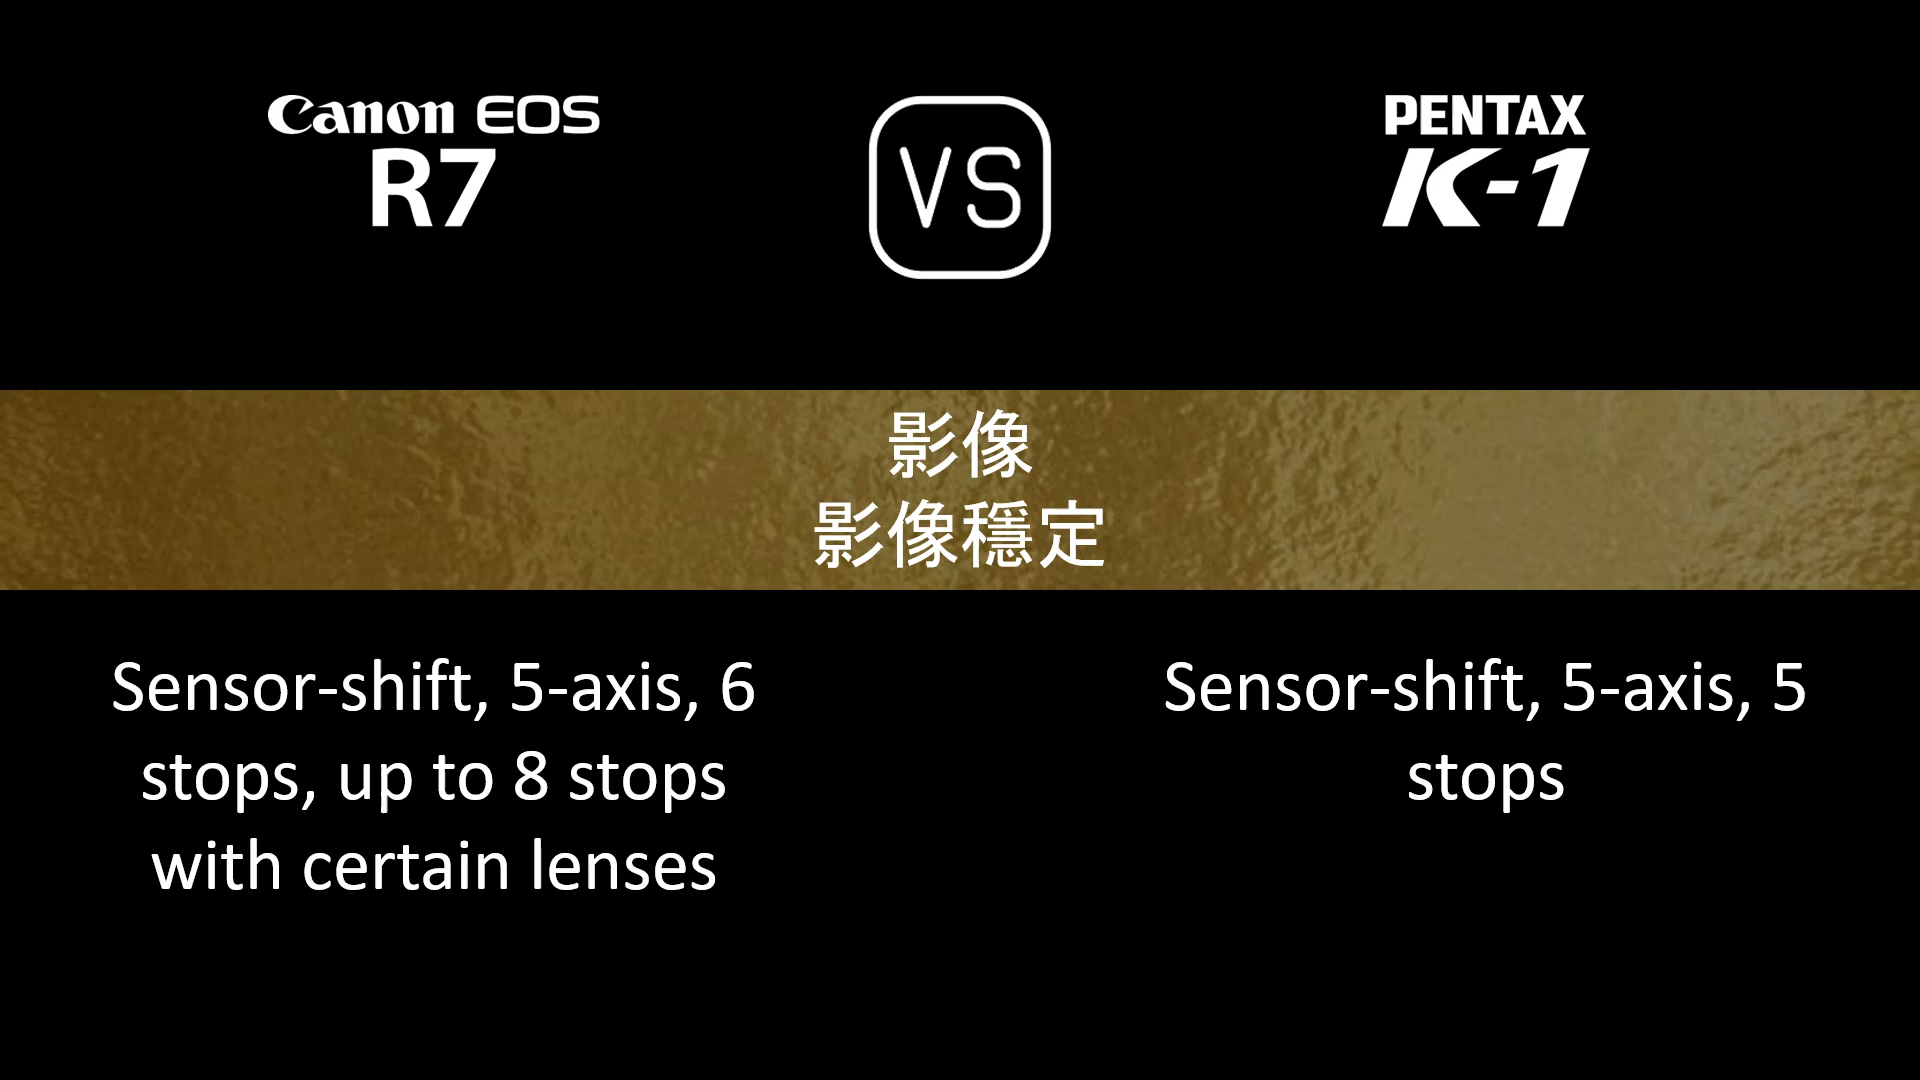 Canon EOS
R7
VS
PENTAX
K-1
影像
影像穩定
Sensor-shift, 5-axis, 6
stops, up to 8 stops
with certain lenses
Sensor-shift, 5-axis, 5
stops